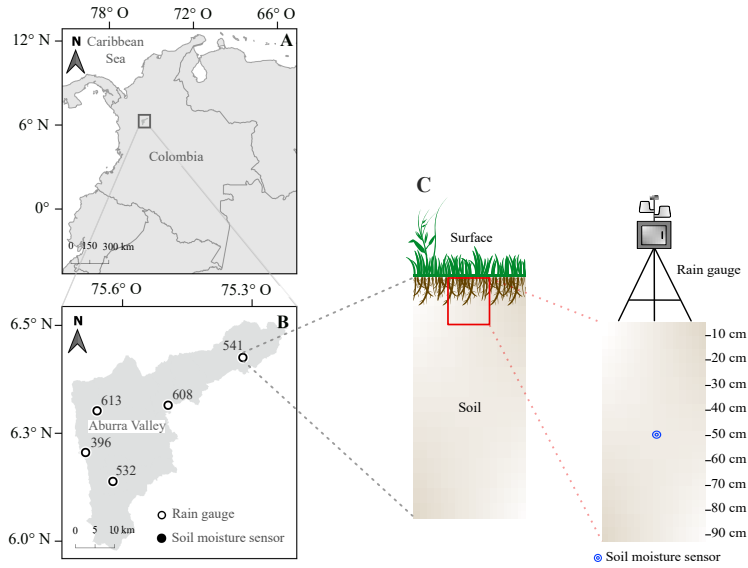 78° O
72° O
66° O
12° N
6° N
0°
N
Caribbean
Sea
A
Colombia
0 150 300 km
75.6° O
75.3° O
6.5° N
6.3° N
6.0° N
N
B
541
613
608
Aburra Valley
396
532
Rain gauge
Soil moisture sensor
0 5 10 km
C
Surface
Soil
Rain gauge
10 cm
20 cm
30 cm
40 cm
50 cm
60 cm
70 cm
80 cm
90 cm
Soil moisture sensor